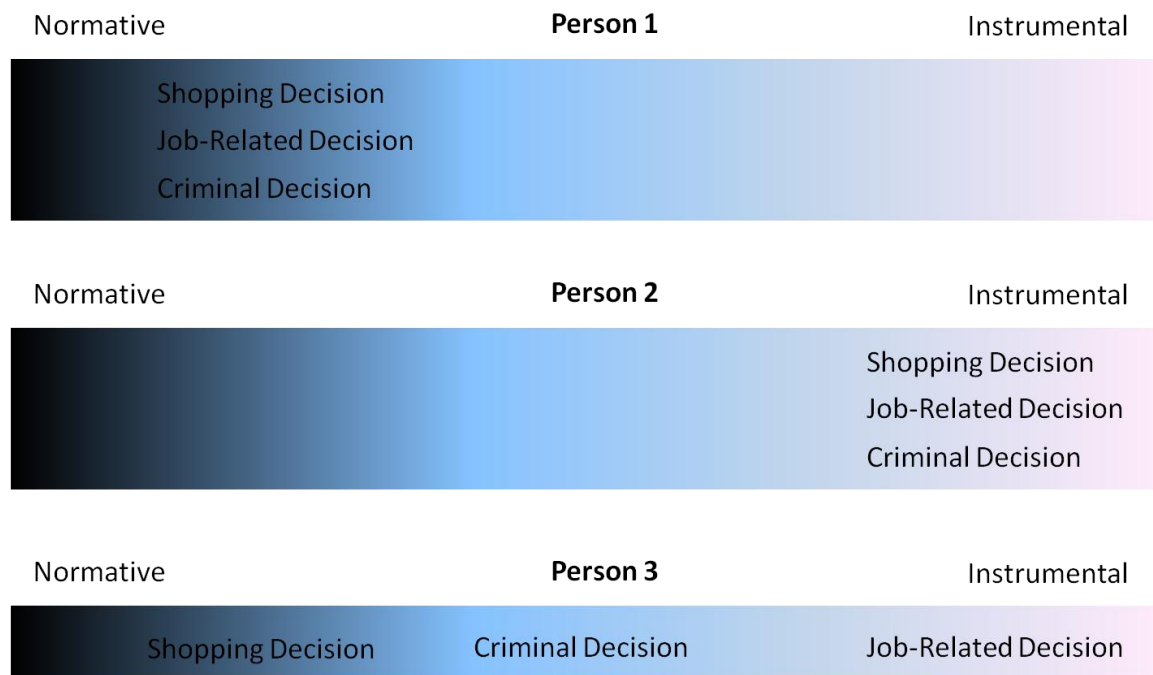 Normative Person 1 Instrumental
Shopping Decision
Job-Related Decision
Criminal Decision
Normative Person 2 Instrumental
Shopping Decision
Job-Related Decision
Criminal Decision
Normative Person 3 Instrumental
Shopping Decision Criminal Decision Job-Related Decision